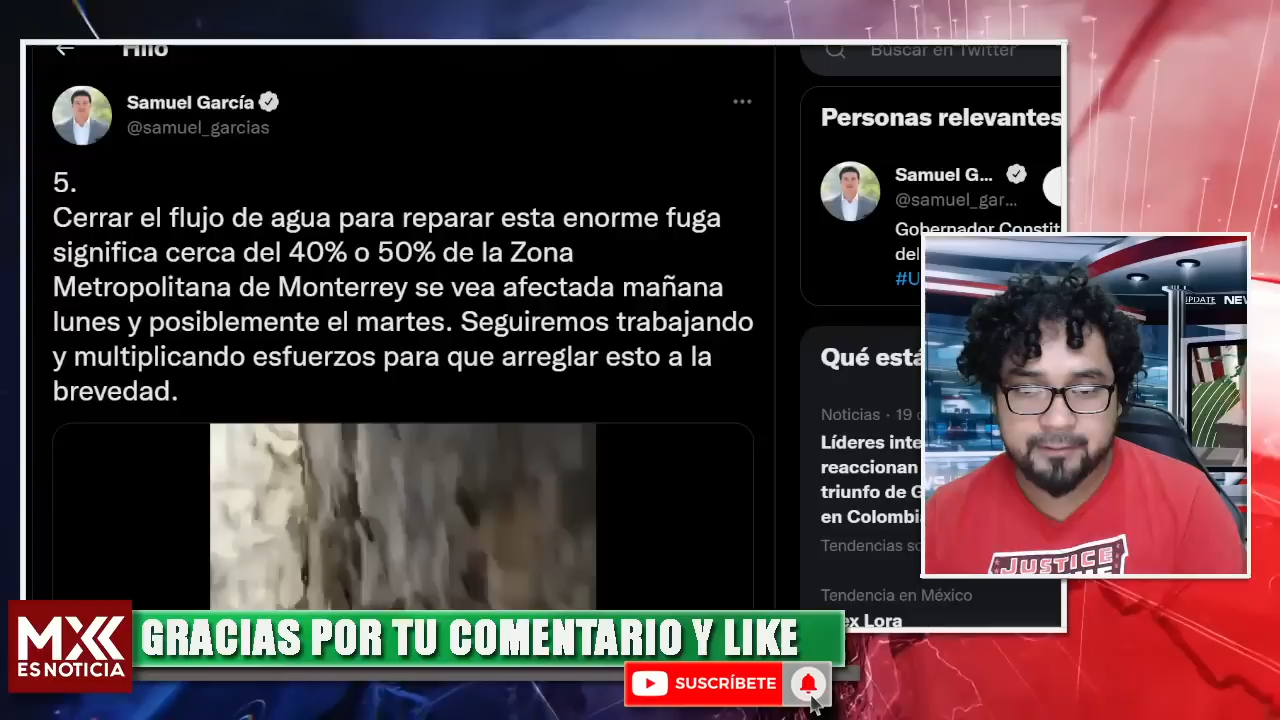 Hilo
Buscar en Twitter
Samuel García
@samuel_garcias
5.
Cerrar el flujo de agua para reparar esta enorme fuga
significa cerca del 40% o 50% de la Zona
Metropolitana de Monterrey se vea afectada mañana
lunes y posiblemente el martes. Seguiremos trabajando
y multiplicando esfuerzos para que arreglar esto a la
brevedad.
Personas relevantes
Samuel G...
@samuel_gar...
Gobernador Constit
del
#U
Qué está
Noticias · 19
Líderes inte
reaccionan
triunfo de G
en Colombi
Tendencias
Tendencia en México
ex Lora
UPDATE NEW
JUSTICE
MX
ES NOTICIA
GRACIAS POR TU COMENTARIO Y LIKE
SUSCRÍBETE